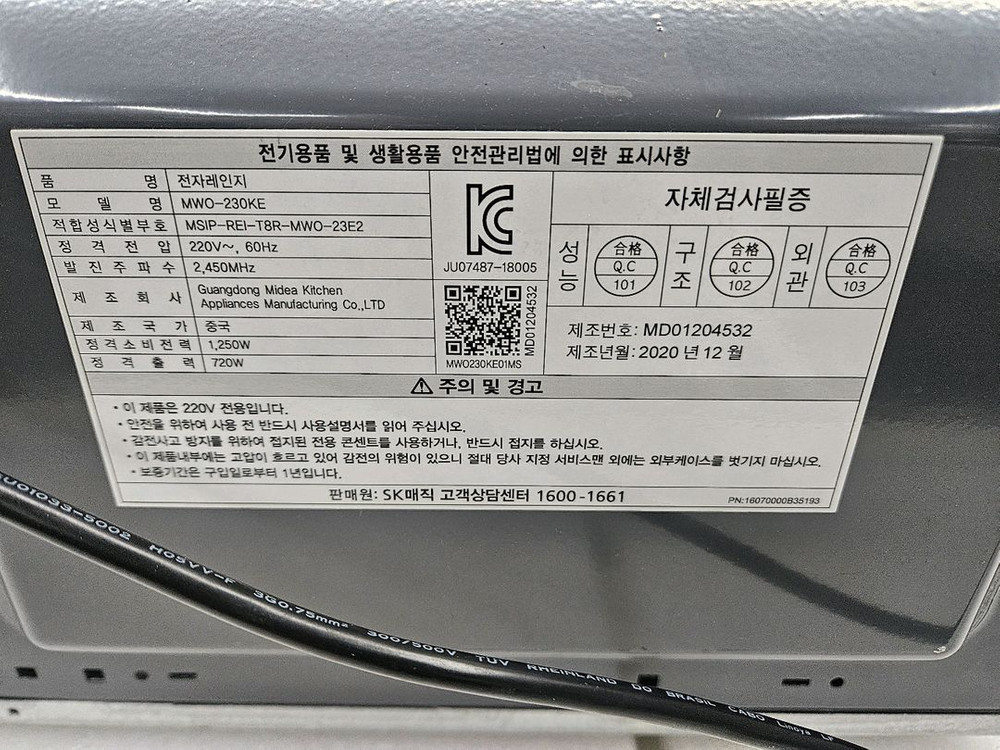 전기용품 및 생활용품 안전관리법에 의한 표시사항
품 명 전자레인지
모 델 명 MWO-230KE
적합성식별부호 MSIP-REI-T8R-MWO-23E2
정 격 전 압 220V~, 60Hz
발 진 주 파 수 2,450MHz
제 조 회 사 Guangdong Midea Kitchen
Appliances Manufacturing Co.,LTD
제 조 국 가 중국
정격소비전력 1,250W
정 격 출 력 720W
JU07487-18005
MD01204532
MWO230KE01MS
자체검사필증
성능 合格 Q.C 101
구조 合格 Q.C 102
외관 合格 Q.C 103
제조번호: MD01204532
제조년월: 2020 년 12 월
⚠ 주의 및 경고
• 이 제품은 220V 전용입니다.
• 안전을 위하여 사용 전 반드시 사용설명서를 읽어 주십시오.
• 감전사고 방지를 위하여 접지된 전용 콘센트를 사용하거나, 반드시 접지를 하십시오.
• 이 제품내부에는 고압이 흐르고 있어 감전의 위험이 있으니 절대 당사 지정 서비스맨 외에는 외부케이스를 벗기지 마십시오.
• 보증기간은 구입일로부터 1년입니다.
판매원: SK매직 고객상담센터 1600-1661
PN:16070000B35193
SU01033-5002 H05VV-F 3G0.75mm² 300/500V TUV RHEINLAND DO BRASIL CABO Linoya LF